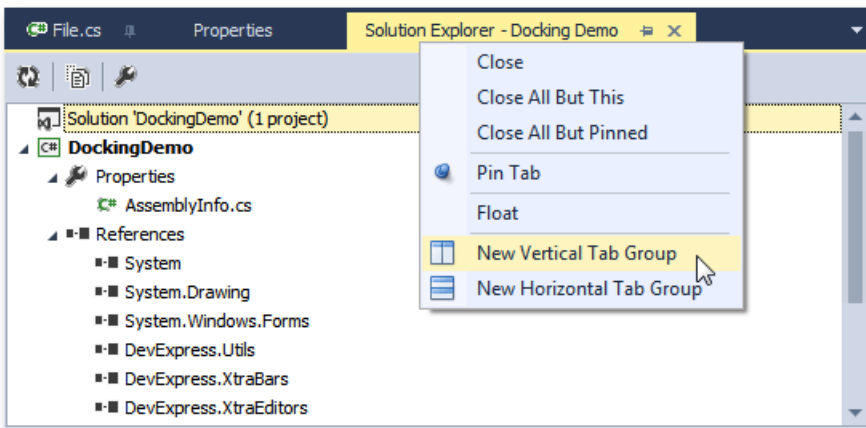 File.cs Properties Solution Explorer - Docking Demo
Close
Close All But This
Close All But Pinned
Pin Tab
Float
New Vertical Tab Group
New Horizontal Tab Group
Solution 'DockingDemo' (1 project)
C# DockingDemo
Properties
C# AssemblyInfo.cs
References
System
System.Drawing
System.Windows.Forms
DevExpress.Utils
DevExpress.XtraBars
DevExpress.XtraEditors